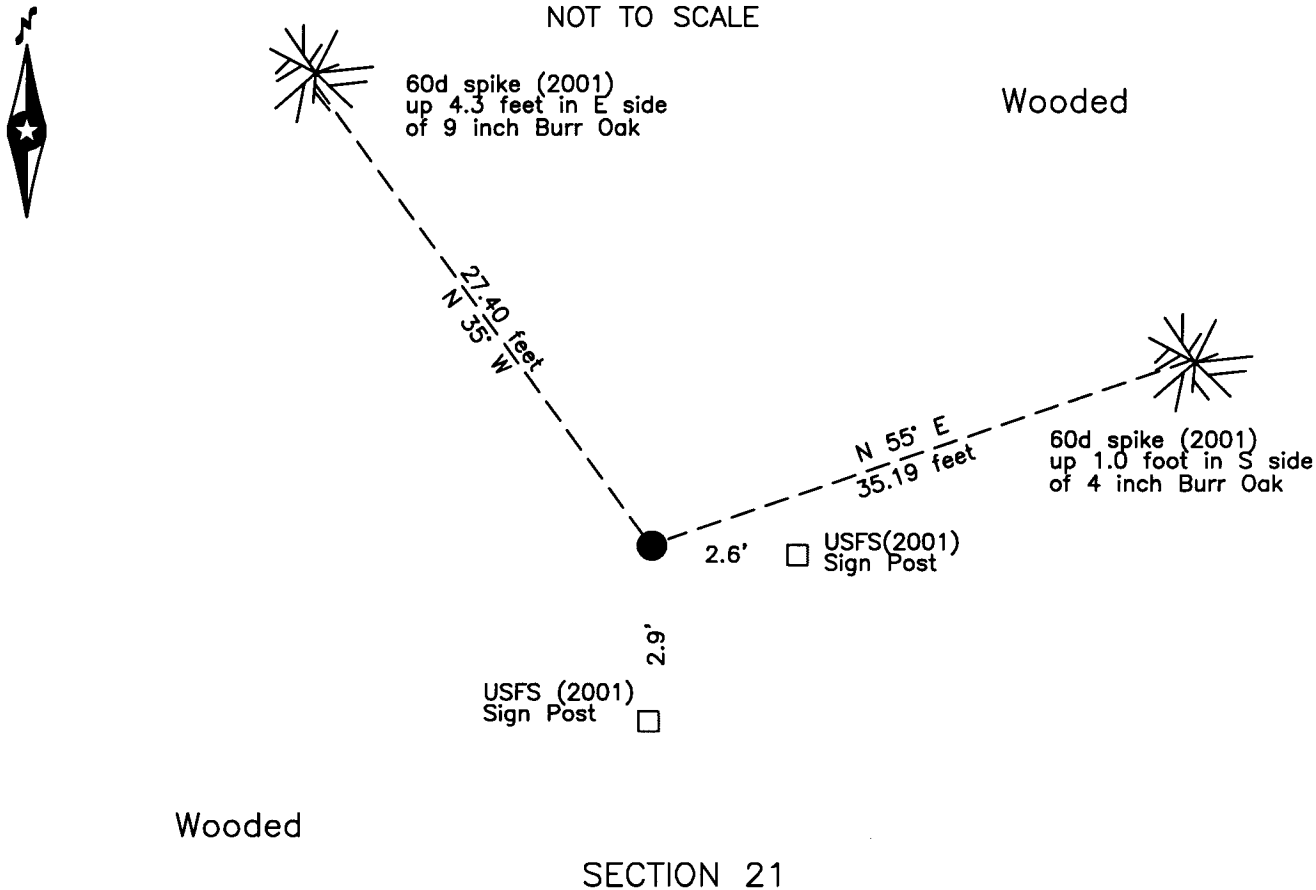 N
NOT TO SCALE
60d spike (2001)
up 4.3 feet in E side
of 9 inch Burr Oak
Wooded
27.40 feet
N 35° W
N 55° E
35.19 feet
60d spike (2001)
up 1.0 foot in S side
of 4 inch Burr Oak
2.6'
USFS(2001)
Sign Post
2.9'
USFS (2001)
Sign Post
Wooded
SECTION 21